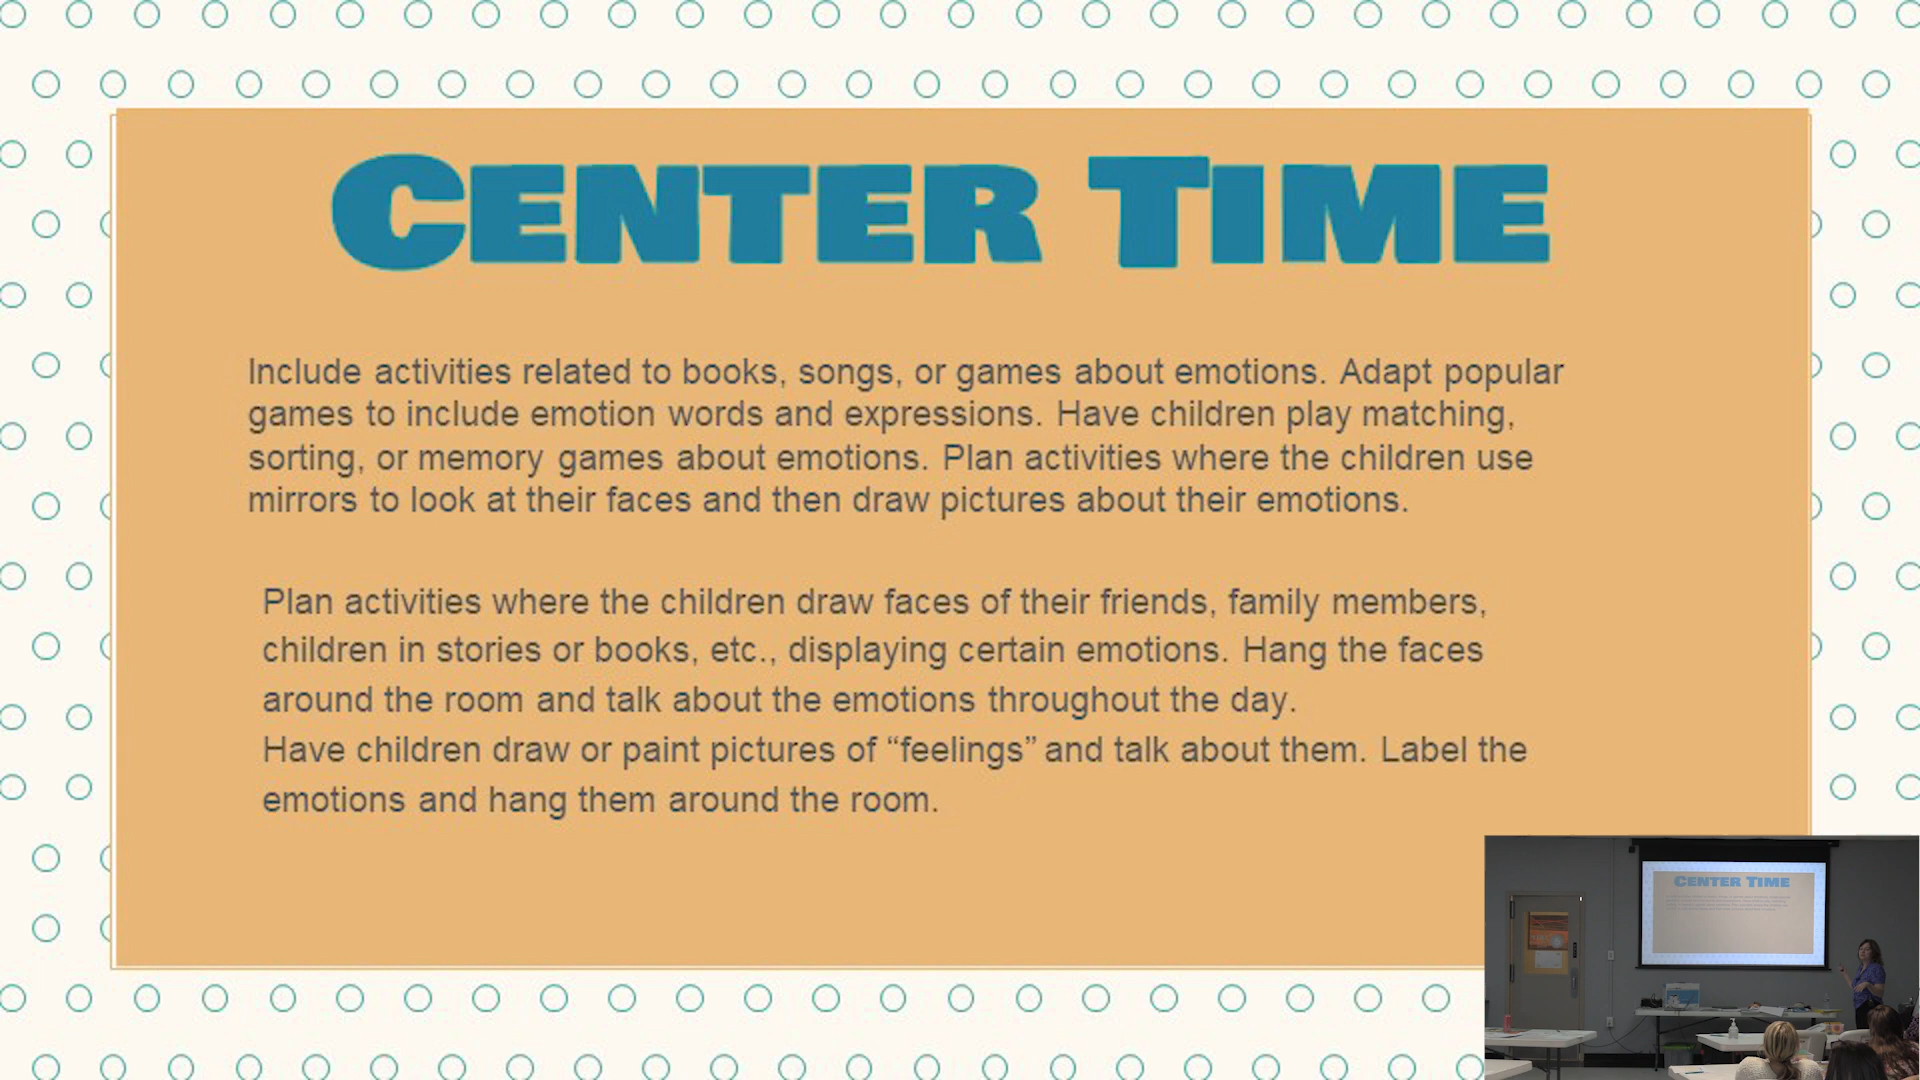 Center Time
Include activities related to books, songs, or games about emotions. Adapt popular
games to include emotion words and expressions. Have children play matching,
sorting, or memory games about emotions. Plan activities where the children use
mirrors to look at their faces and then draw pictures about their emotions.
Plan activities where the children draw faces of their friends, family members,
children in stories or books, etc., displaying certain emotions. Hang the faces
around the room and talk about the emotions throughout the day.
Have children draw or paint pictures of “feelings” and talk about them. Label the
emotions and hang them around the room.
Center Time